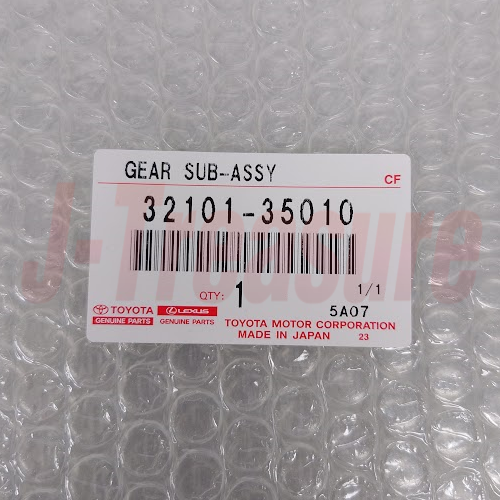 GEAR SUB-ASSY
CF
32101-35010
J-Treasure
QTY: 1
1/1
TOYOTA
GENUINE PARTS
LEXUS
GENUINE PARTS
5A07
TOYOTA MOTOR CORPORATION
MADE IN JAPAN 23